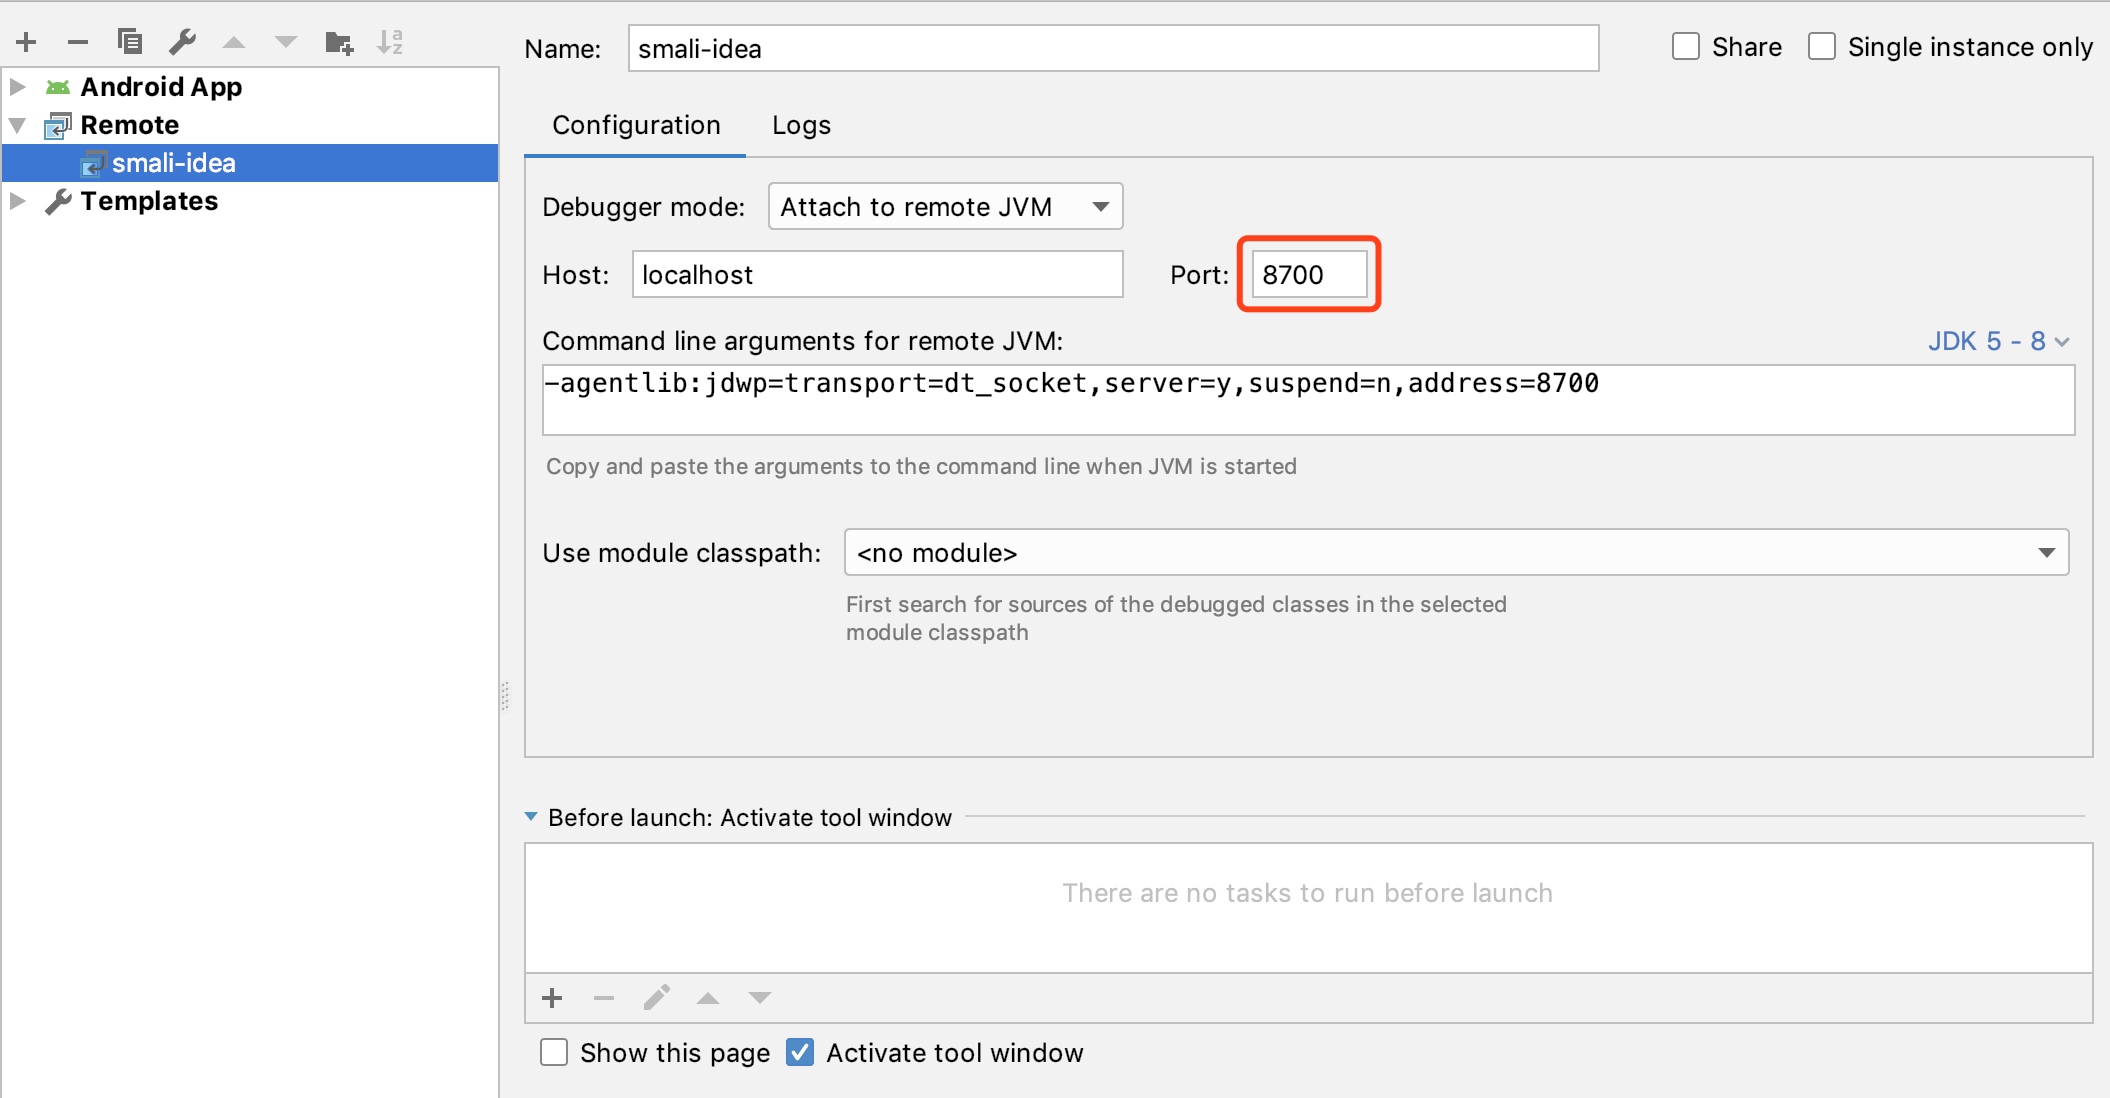 Android App
Remote
smali-idea
Templates
Name: smali-idea
Share Single instance only
Configuration Logs
Debugger mode: Attach to remote JVM
Host: localhost Port: 8700
Command line arguments for remote JVM: JDK 5 - 8
-agentlib:jdwp=transport=dt_socket,server=y,suspend=n,address=8700
Copy and paste the arguments to the command line when JVM is started
Use module classpath: <no module>
First search for sources of the debugged classes in the selected
module classpath
Before launch: Activate tool window
There are no tasks to run before launch
Show this page Activate tool window